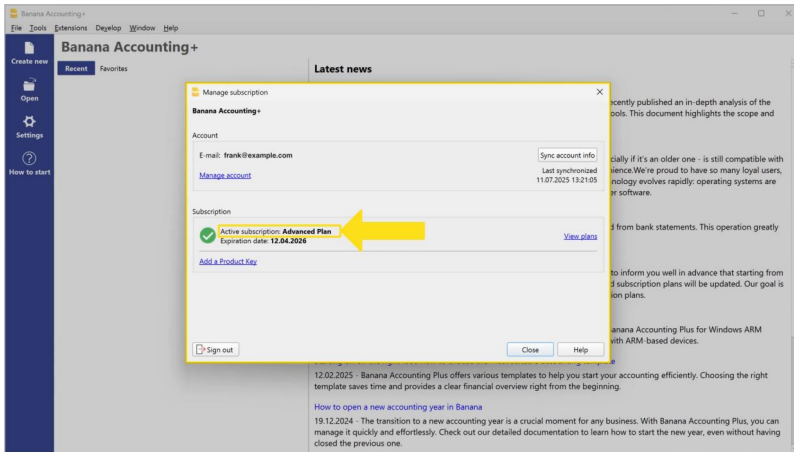 Banana Accounting+
File Tools Extensions Develop Window Help
Create new
Open
Settings
How to start
Banana Accounting+
Recent Favorites
Latest news
Manage subscription
Banana Accounting+
Account
E-mail: frank@example.com
Sync account info
Manage account
Last synchronized
11.07.2025 13:21:05
Subscription
Active subscription: Advanced Plan
Expiration date: 12.04.2026
View plans
Add a Product Key
Sign out
Close
Help
recently published an in-depth analysis of the
ools. This document highlights the scope and
cially if it's an older one - is still compatible with
nience.We're proud to have so many loyal users,
nology evolves rapidly: operating systems are
er software.
d from bank statements. This operation greatly
to inform you well in advance that starting from
d subscription plans will be updated. Our goal is
ion plans.
anana Accounting Plus for Windows ARM
with ARM-based devices.
12.02.2025 - Banana Accounting Plus offers various templates to help you start your accounting efficiently. Choosing the right
template saves time and provides a clear financial overview right from the beginning.
How to open a new accounting year in Banana
19.12.2024 - The transition to a new accounting year is a crucial moment for any business. With Banana Accounting Plus, you can
manage it quickly and effortlessly. Check out our detailed documentation to learn how to start the new year, even without having
closed the previous one.